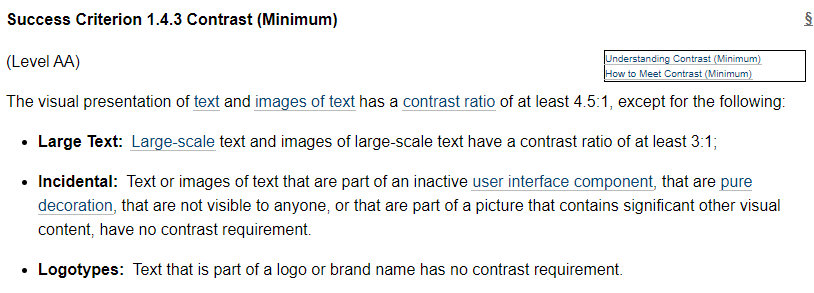 Success Criterion 1.4.3 Contrast (Minimum)
§
(Level AA)
Understanding Contrast (Minimum)
How to Meet Contrast (Minimum)
The visual presentation of text and images of text has a contrast ratio of at least 4.5:1, except for the following:
• Large Text: Large-scale text and images of large-scale text have a contrast ratio of at least 3:1;
• Incidental: Text or images of text that are part of an inactive user interface component, that are pure
decoration, that are not visible to anyone, or that are part of a picture that contains significant other visual
content, have no contrast requirement.
• Logotypes: Text that is part of a logo or brand name has no contrast requirement.